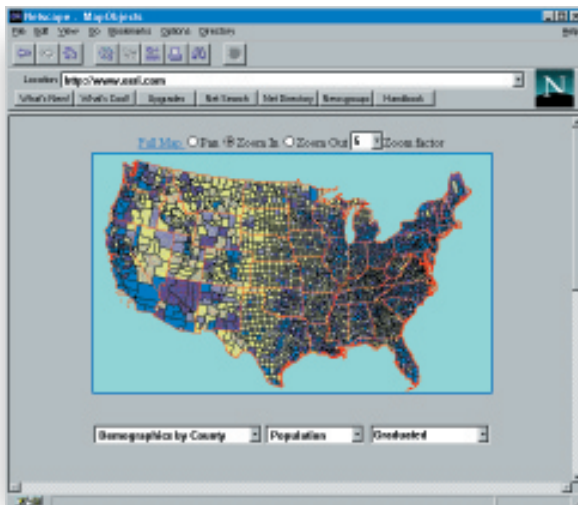 Netscape - MapObjects
File Edit View Go Bookmarks Options Directory Help
Location: http://www.esri.com
What's New! What's Cool! Upgrades Net Search Net Directory Newsgroups Handbook
N
Full Map Pan Zoom In Zoom Out 5 Zoom factor
Demographics by County Population Graduated